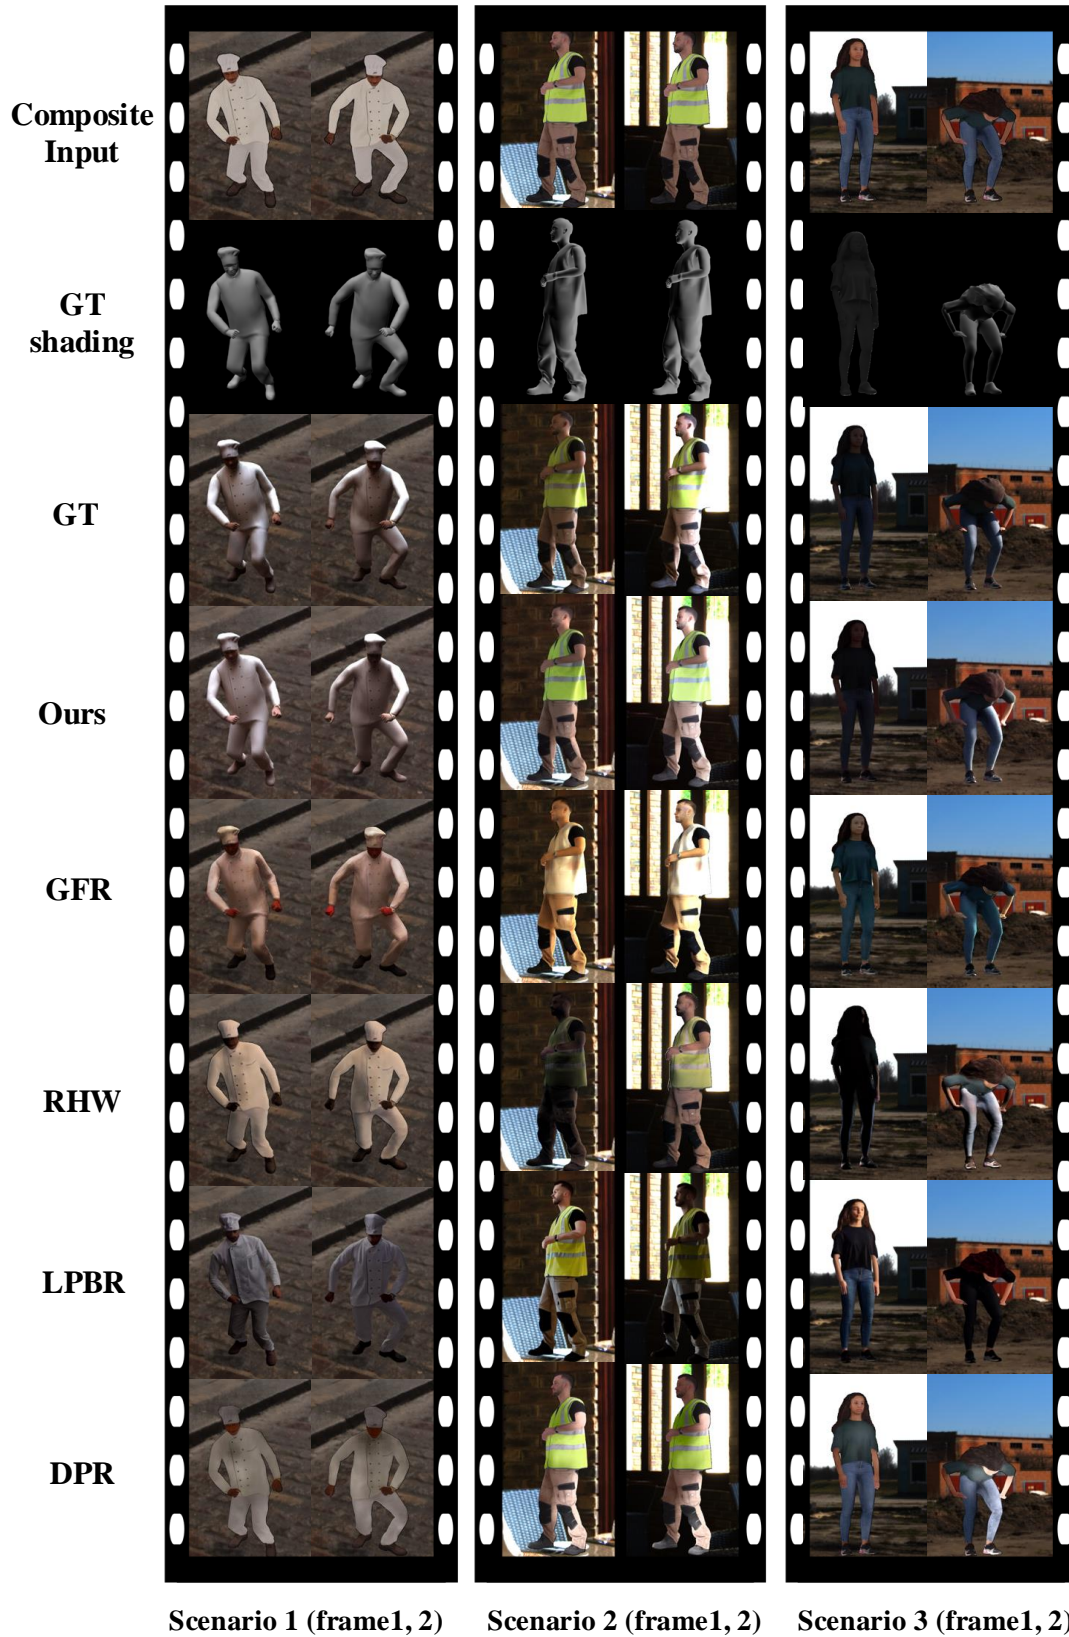 Composite
Input
GT
shading
GT
Ours
GFR
RHW
LPBR
DPR
Scenario 1 (frame1, 2)
Scenario 2 (frame1, 2)
Scenario 3 (frame1, 2)